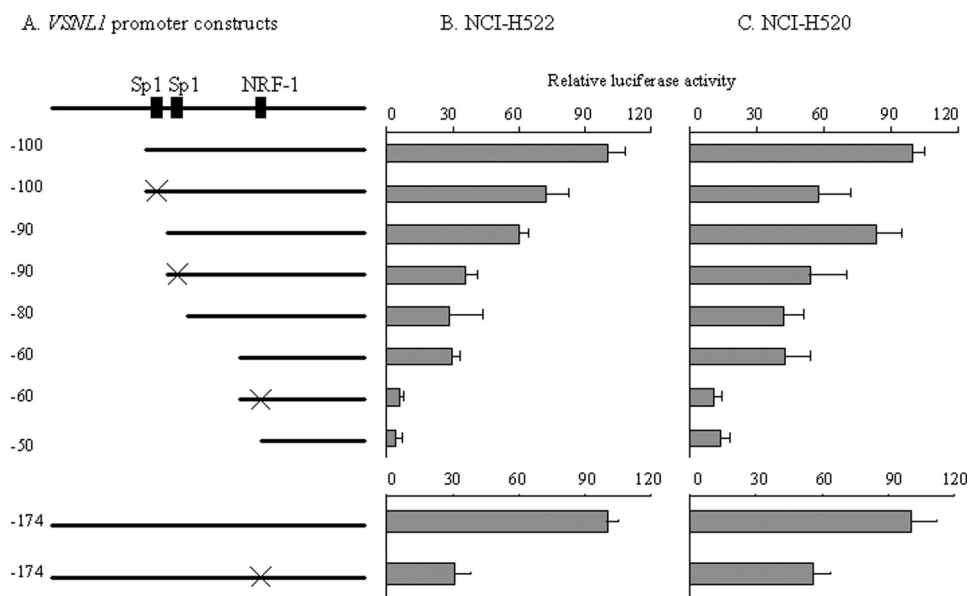 A. VSNL1 promoter constructs B. NCI-H522 C. NCI-H520
Sp1 Sp1 NRF-1 Relative luciferase activity
0 30 60 90 120 0 30 60 90 120
-100
-100
-90
-90
-80
-60
-60
-50
0 30 60 90 120 0 30 60 90 120
-174
-174